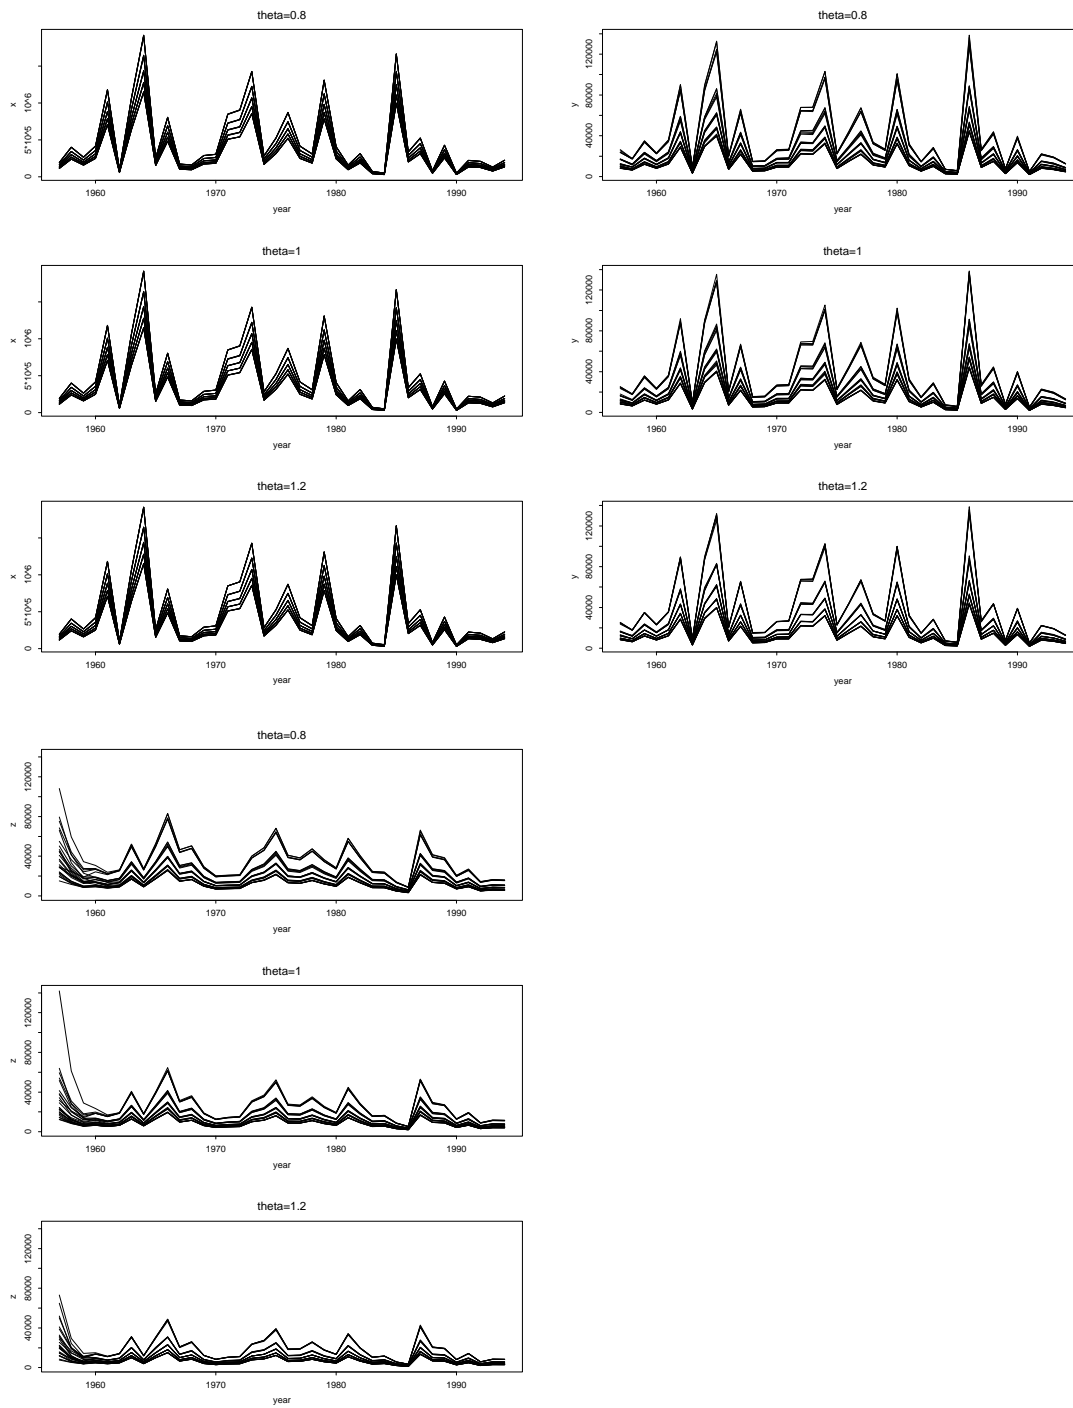 theta=0.8
x
0 5*10^5 10^6
1960 1970 1980 1990
year
theta=0.8
y
0 40000 80000 120000
1960 1970 1980 1990
year
theta=1
x
0 5*10^5 10^6
1960 1970 1980 1990
year
theta=1
y
0 40000 80000 120000
1960 1970 1980 1990
year
theta=1.2
x
0 5*10^5 10^6
1960 1970 1980 1990
year
theta=1.2
y
0 40000 80000 120000
1960 1970 1980 1990
year
theta=0.8
z
0 40000 80000 120000
1960 1970 1980 1990
year
theta=1
z
0 40000 80000 120000
1960 1970 1980 1990
year
theta=1.2
z
0 40000 80000 120000
1960 1970 1980 1990
year